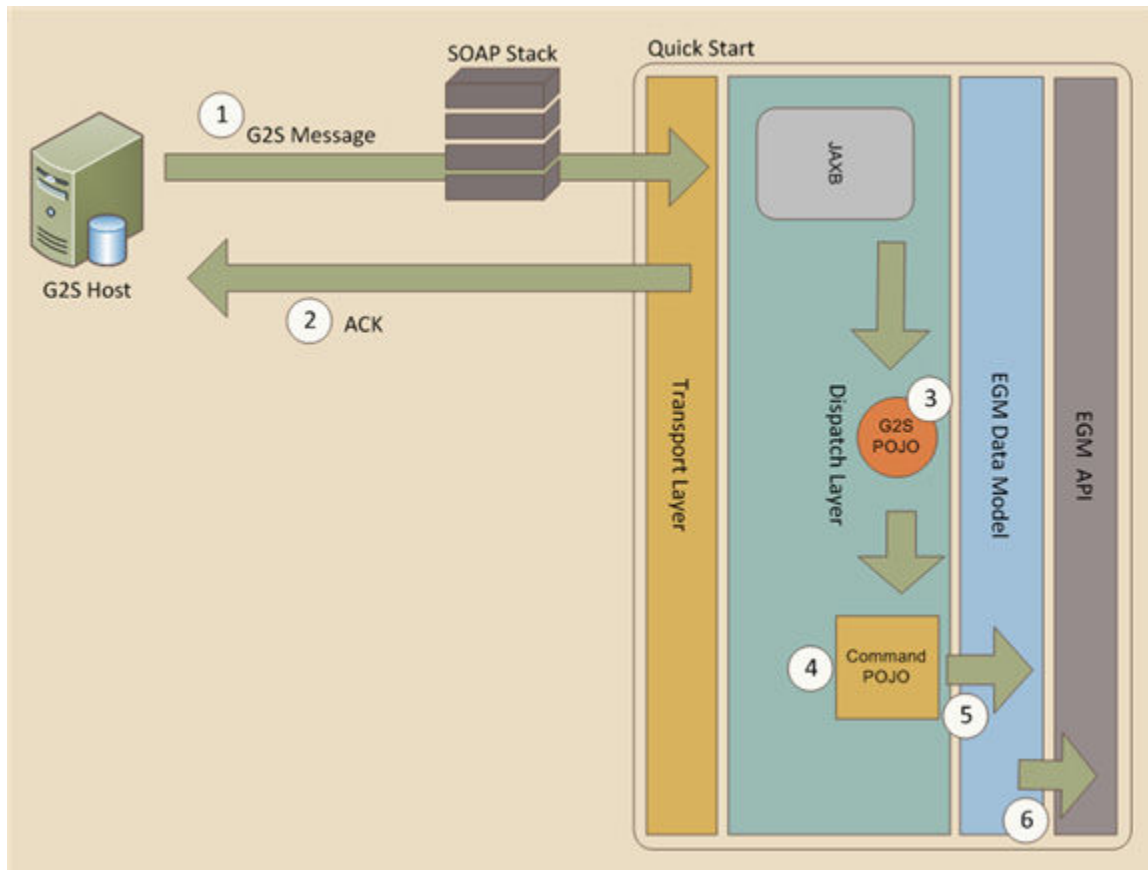 SOAP Stack
Quick Start
1
G2S Message
JAXB
G2S Host
2
ACK
3
G2S
POJO
Transport Layer
Dispatch Layer
EGM Data Model
EGM API
4
Command
POJO
5
6